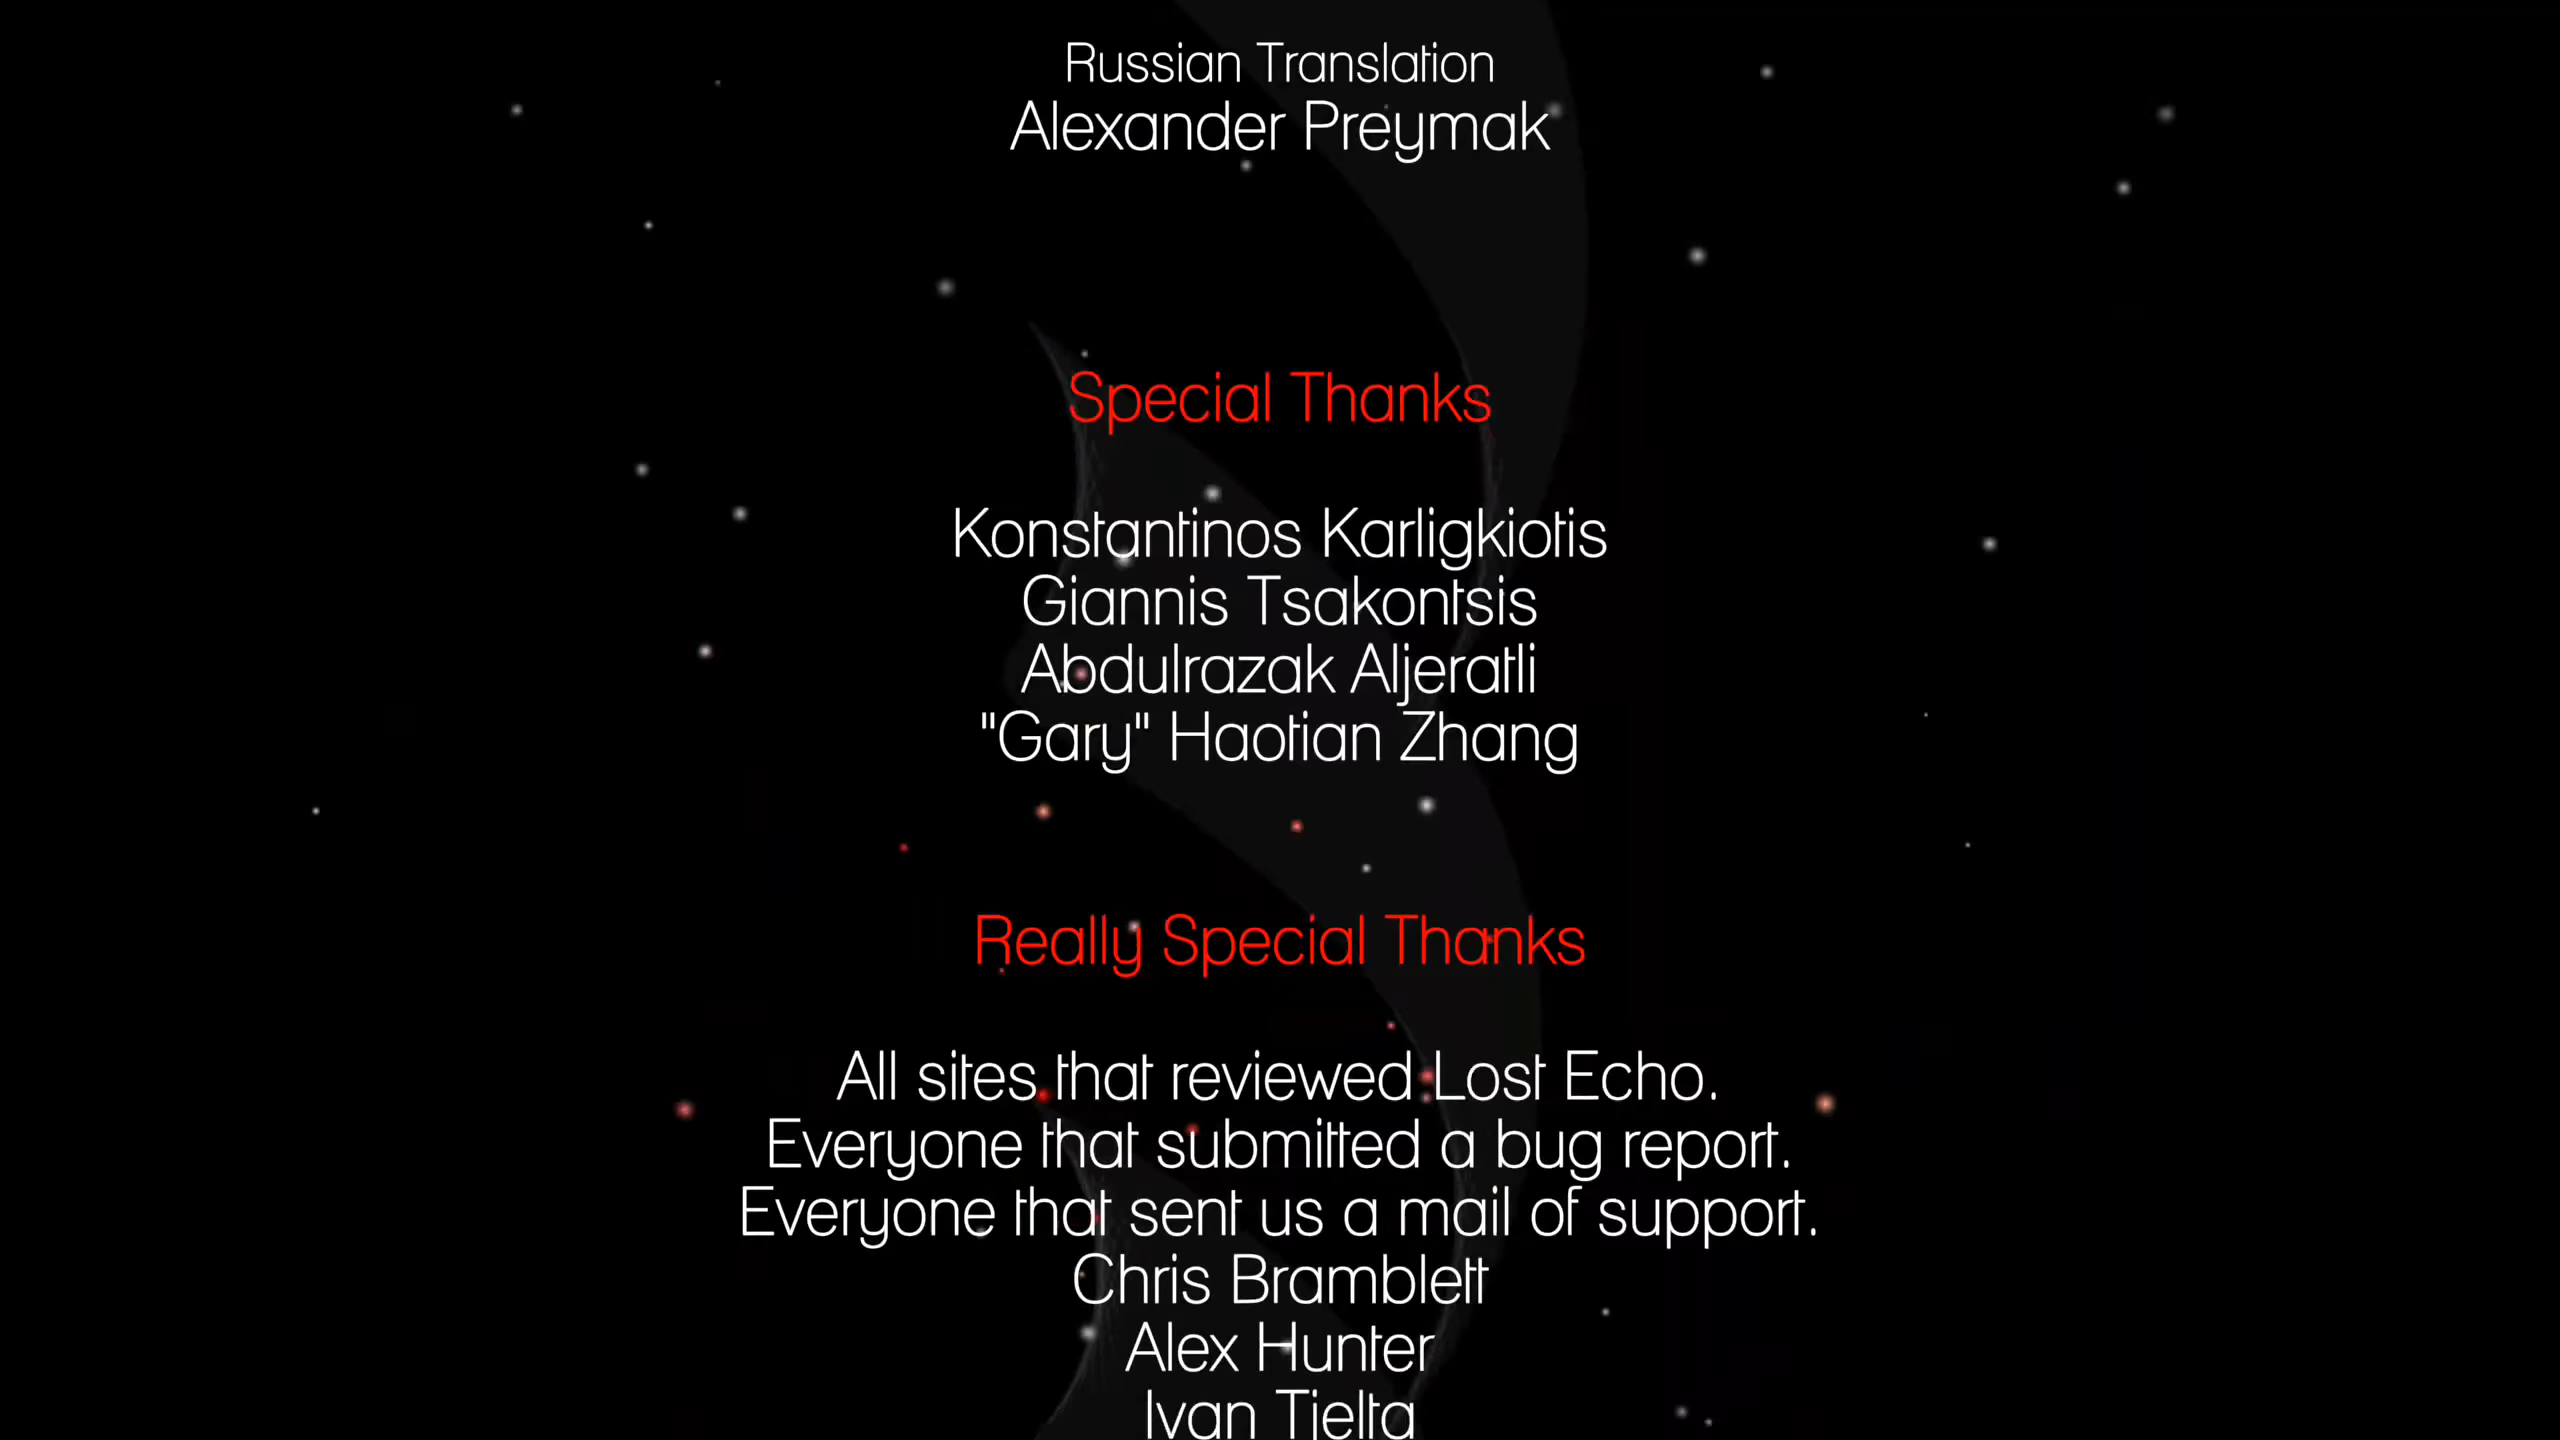 Russian Translation
Alexander Preymak
Special Thanks
Konstantinos Karligkiotis
Giannis Tsakontsis
Abdulrazak Aljeratli
"Gary" Haotian Zhang
Really Special Thanks
All sites that reviewed Lost Echo.
Everyone that submitted a bug report.
Everyone that sent us a mail of support.
Chris Bramblett
Alex Hunter
Ivan Tjelta